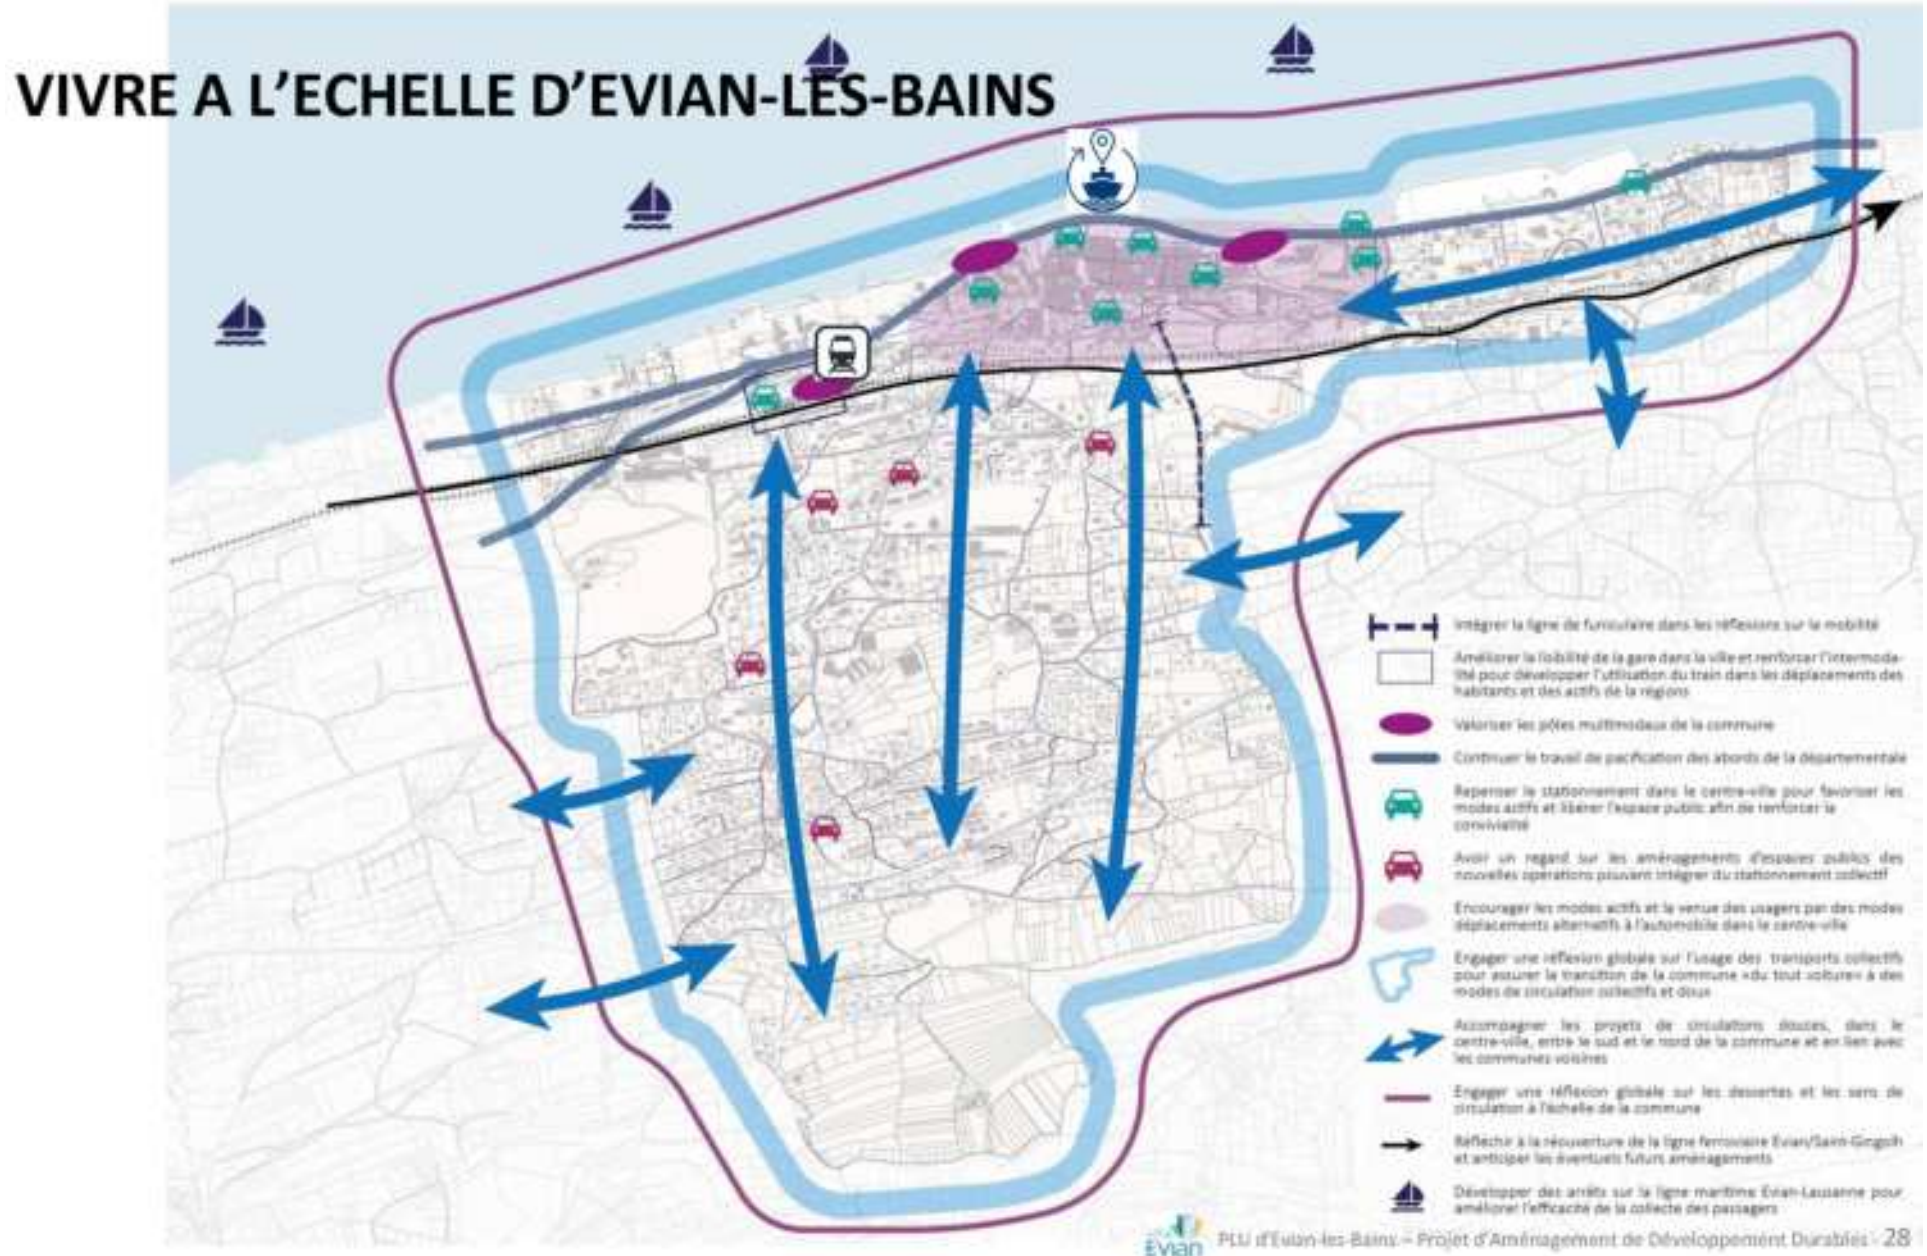 VIVRE A L'ECHELLE D'EVIAN-LES-BAINS
Intégrer la ligne de funiculaire dans les réflexions sur la mobilité
Améliorer la lisibilité de la gare dans la ville et renforcer l'intermoda-
lité pour développer l'utilisation du train dans les déplacements des
habitants et des actifs de la régions
Valoriser les pôles multimodaux de la commune
Continuer le travail de pacification des abords de la départementale
Repenser le stationnement dans le centre-ville pour favoriser les
modes actifs et libérer l'espace public afin de renforcer la
convivialité
Avoir un regard sur les aménagements d'espaces publics des
nouvelles opérations pouvant intégrer du stationnement collectif
Encourager les modes actifs et la venue des usagers par des modes
déplacements alternatifs à l'automobile dans le centre-ville
Engager une réflexion globale sur l'usage des transports collectifs
pour assurer la transition de la commune «du tout voiture» à des
modes de circulation collectifs et doux
Accompagner les projets de circulations douces, dans le
centre-ville, entre le sud et le nord de la commune et en lien avec
les communes voisines
Engager une réflexion globale sur les dessertes et les sens de
circulation à l'échelle de la commune
Réfléchir à la réouverture de la ligne ferroviaire Evian/Saint-Gingolh
et anticiper les éventuels futurs aménagements
Développer des arrêts sur la ligne maritime Evian-Lausanne pour
améliorer l'efficacité de la collecte des passagers
Évian
PLU d'Evian-les-Bains – Projet d'Aménagement de Développement Durables - 28